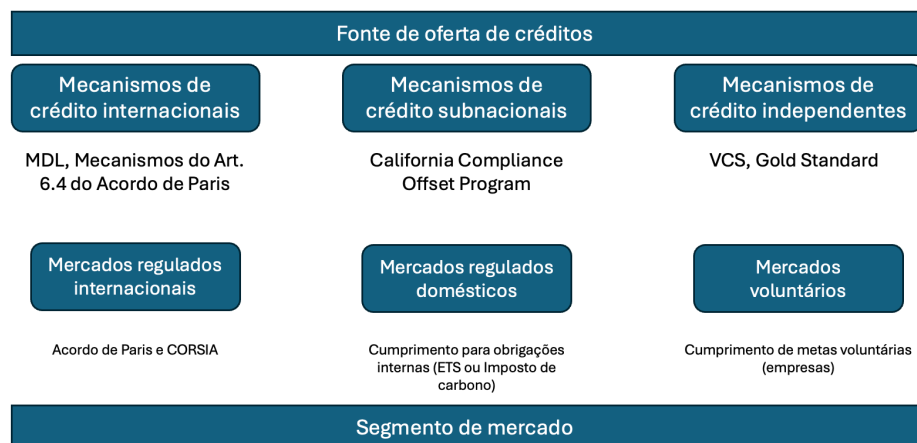 Fonte de oferta de créditos
Mecanismos de
crédito internacionais
Mecanismos de
crédito subnacionais
Mecanismos de
crédito independentes
MDL, Mecanismos do Art.
6.4 do Acordo de Paris
California Compliance
Offset Program
VCS, Gold Standard
Mercados regulados
internacionais
Mercados regulados
domésticos
Mercados
voluntários
Acordo de Paris e CORSIA
Cumprimento para obrigações
internas (ETS ou Imposto de
carbono)
Cumprimento de metas voluntárias
(empresas)
Segmento de mercado